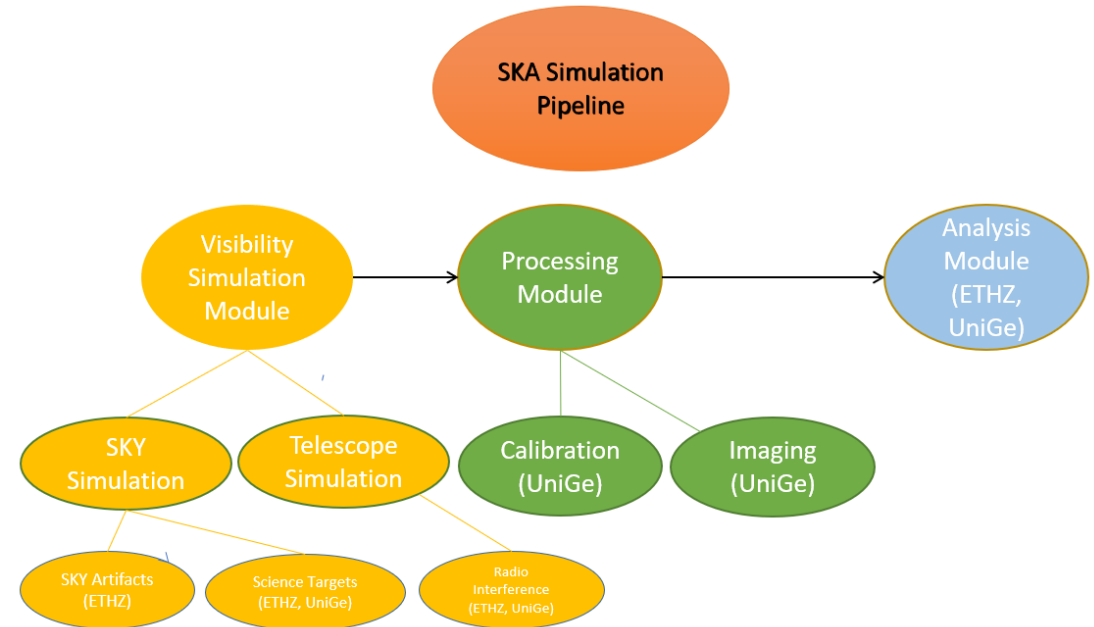 SKA Simulation
Pipeline
Visibility
Simulation
Module
Processing
Module
Analysis
Module
(ETHZ,
UniGe)
SKY
Simulation
Telescope
Simulation
Calibration
(UniGe)
Imaging
(UniGe)
SKY Artifacts
(ETHZ)
Science Targets
(ETHZ, UniGe)
Radio
Interference
(ETHZ, UniGe)